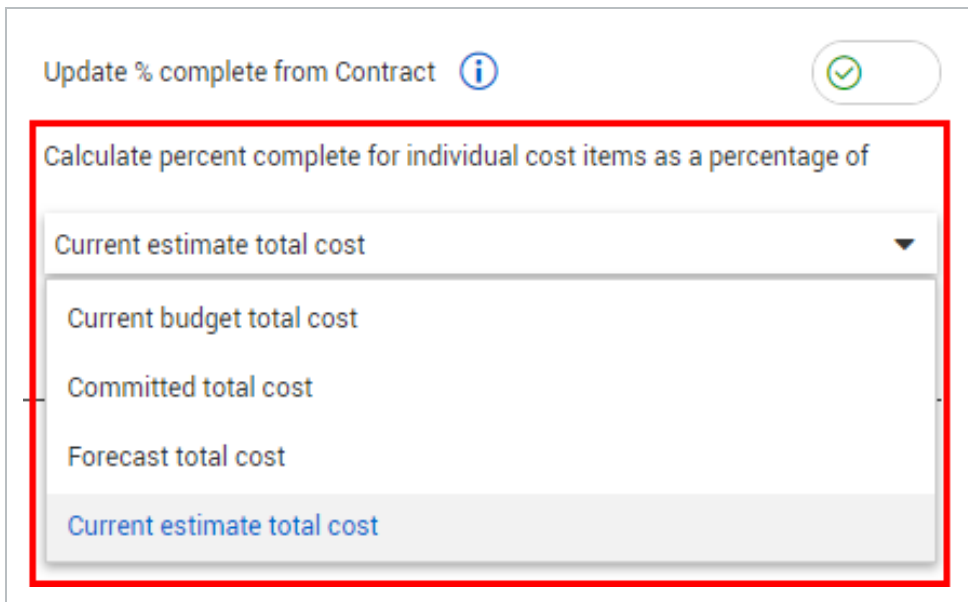 Update % complete from Contract
Calculate percent complete for individual cost items as a percentage of
Current estimate total cost
Current budget total cost
Committed total cost
Forecast total cost
Current estimate total cost